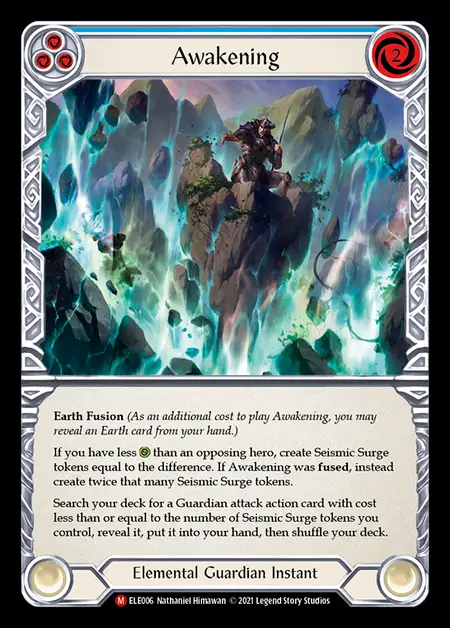 Awakening
2
Earth Fusion (As an additional cost to play Awakening, you may
reveal an Earth card from your hand.)
If you have less than an opposing hero, create Seismic Surge
tokens equal to the difference. If Awakening was fused, instead
create twice that many Seismic Surge tokens.
Search your deck for a Guardian attack action card with cost
less than or equal to the number of Seismic Surge tokens you
control, reveal it, put it into your hand, then shuffle your deck.
Elemental Guardian Instant
M ELE006 Nathaniel Himawan © 2021 Legend Story Studios